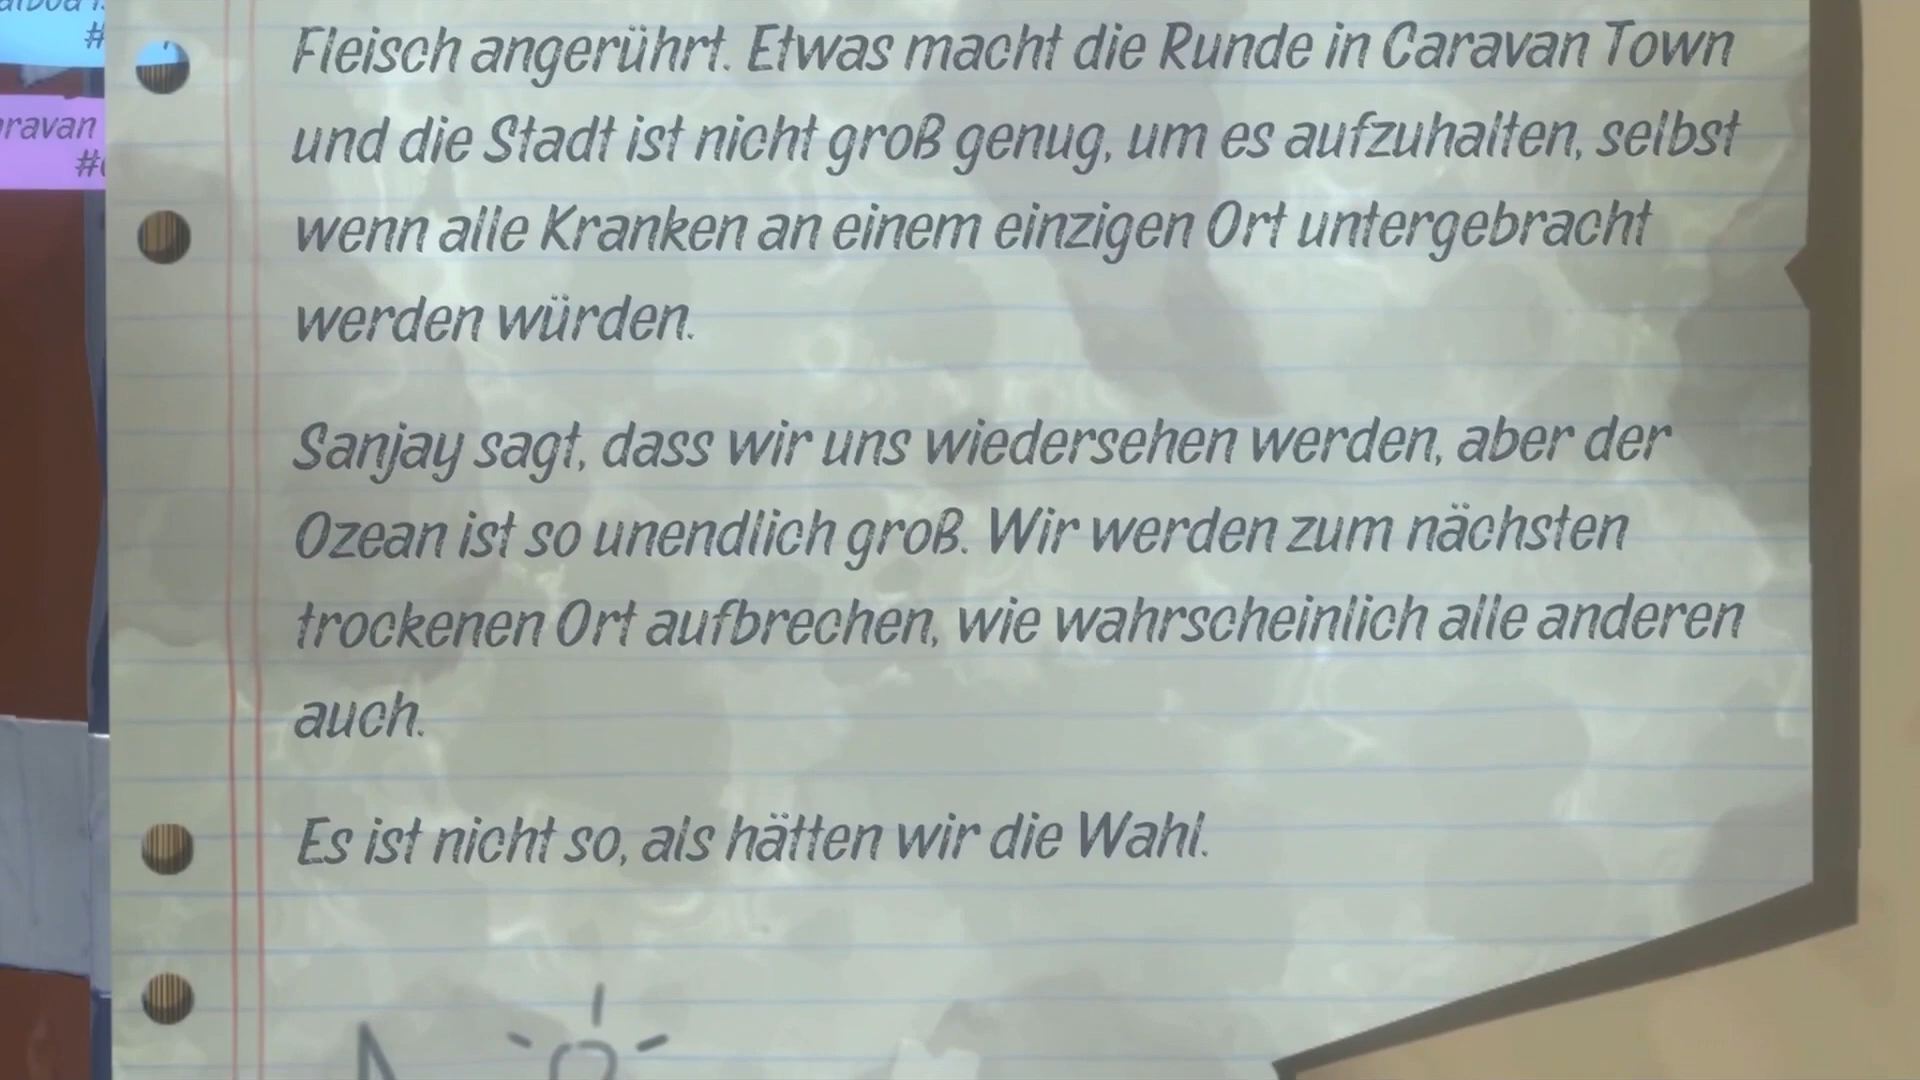 #
aravan
#
Fleisch angerührt. Etwas macht die Runde in Caravan Town
und die Stadt ist nicht groß genug, um es aufzuhalten, selbst
wenn alle Kranken an einem einzigen Ort untergebracht
werden würden.
Sanjay sagt, dass wir uns wiedersehen werden, aber der
Ozean ist so unendlich groß. Wir werden zum nächsten
trockenen Ort aufbrechen, wie wahrscheinlich alle anderen
auch.
Es ist nicht so, als hätten wir die Wahl.